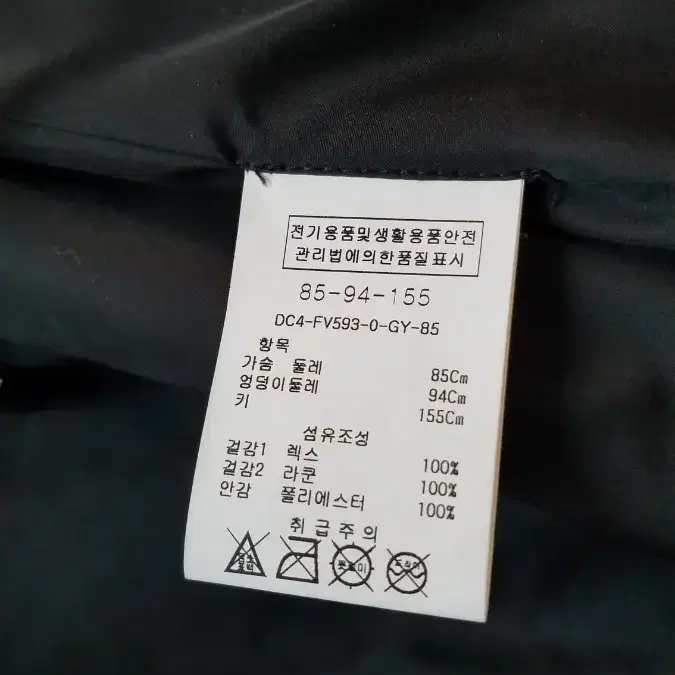 전기용품및생활용품안전
관리법에의한품질표시
85-94-155
DC4-FV593-0-GY-85
항목
가슴 둘레 85Cm
엉덩이둘레 94Cm
키 155Cm
섬유조성
겉감1 렉스 100%
겉감2 라쿤 100%
안감 폴리에스터 100%
취급주의